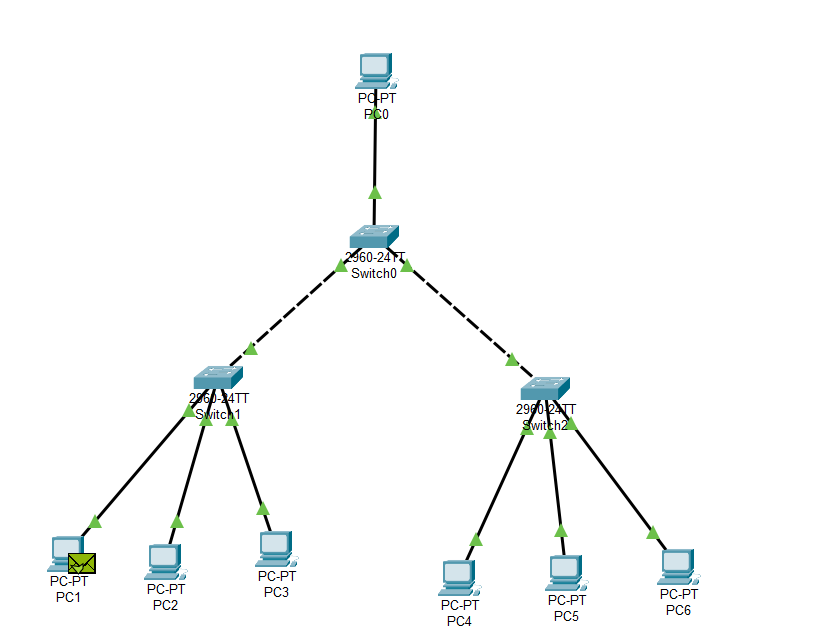 PC-PT
PC0
2960-24TT
Switch0
2960-24TT
Switch1
2960-24TT
Switch2
PC-PT
PC1
PC-PT
PC2
PC-PT
PC3
PC-PT
PC4
PC-PT
PC5
PC-PT
PC6